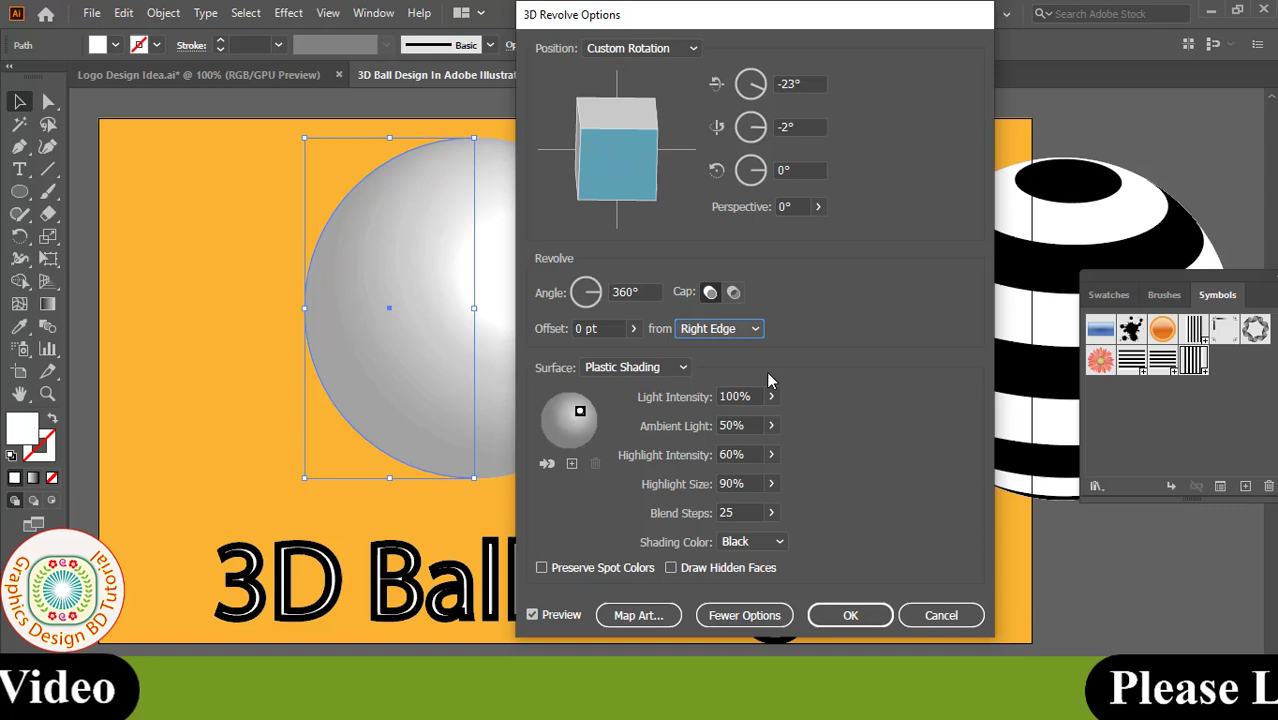 Ai
File Edit Object Type Select Effect View Window Help
3D Revolve Options
Search Adobe Stock
Path
Stroke:
Basic
Position: Custom Rotation
Logo Design Idea.ai* @ 100% (RGB/GPU Preview) × 3D Ball Design In Adobe Illustrat
-23°
-2°
0°
Perspective: 0°
Revolve
Angle: 360° Cap:
Offset: 0 pt from Right Edge
Swatches Brushes Symbols
Surface: Plastic Shading
Light Intensity: 100%
Ambient Light: 50%
Highlight Intensity: 60%
Highlight Size: 90%
Blend Steps: 25
Shading Color: Black
Preserve Spot Colors Draw Hidden Faces
Preview Map Art... Fewer Options OK Cancel
3D Ball
Graphics Design BD Tutorial
Video
Please L